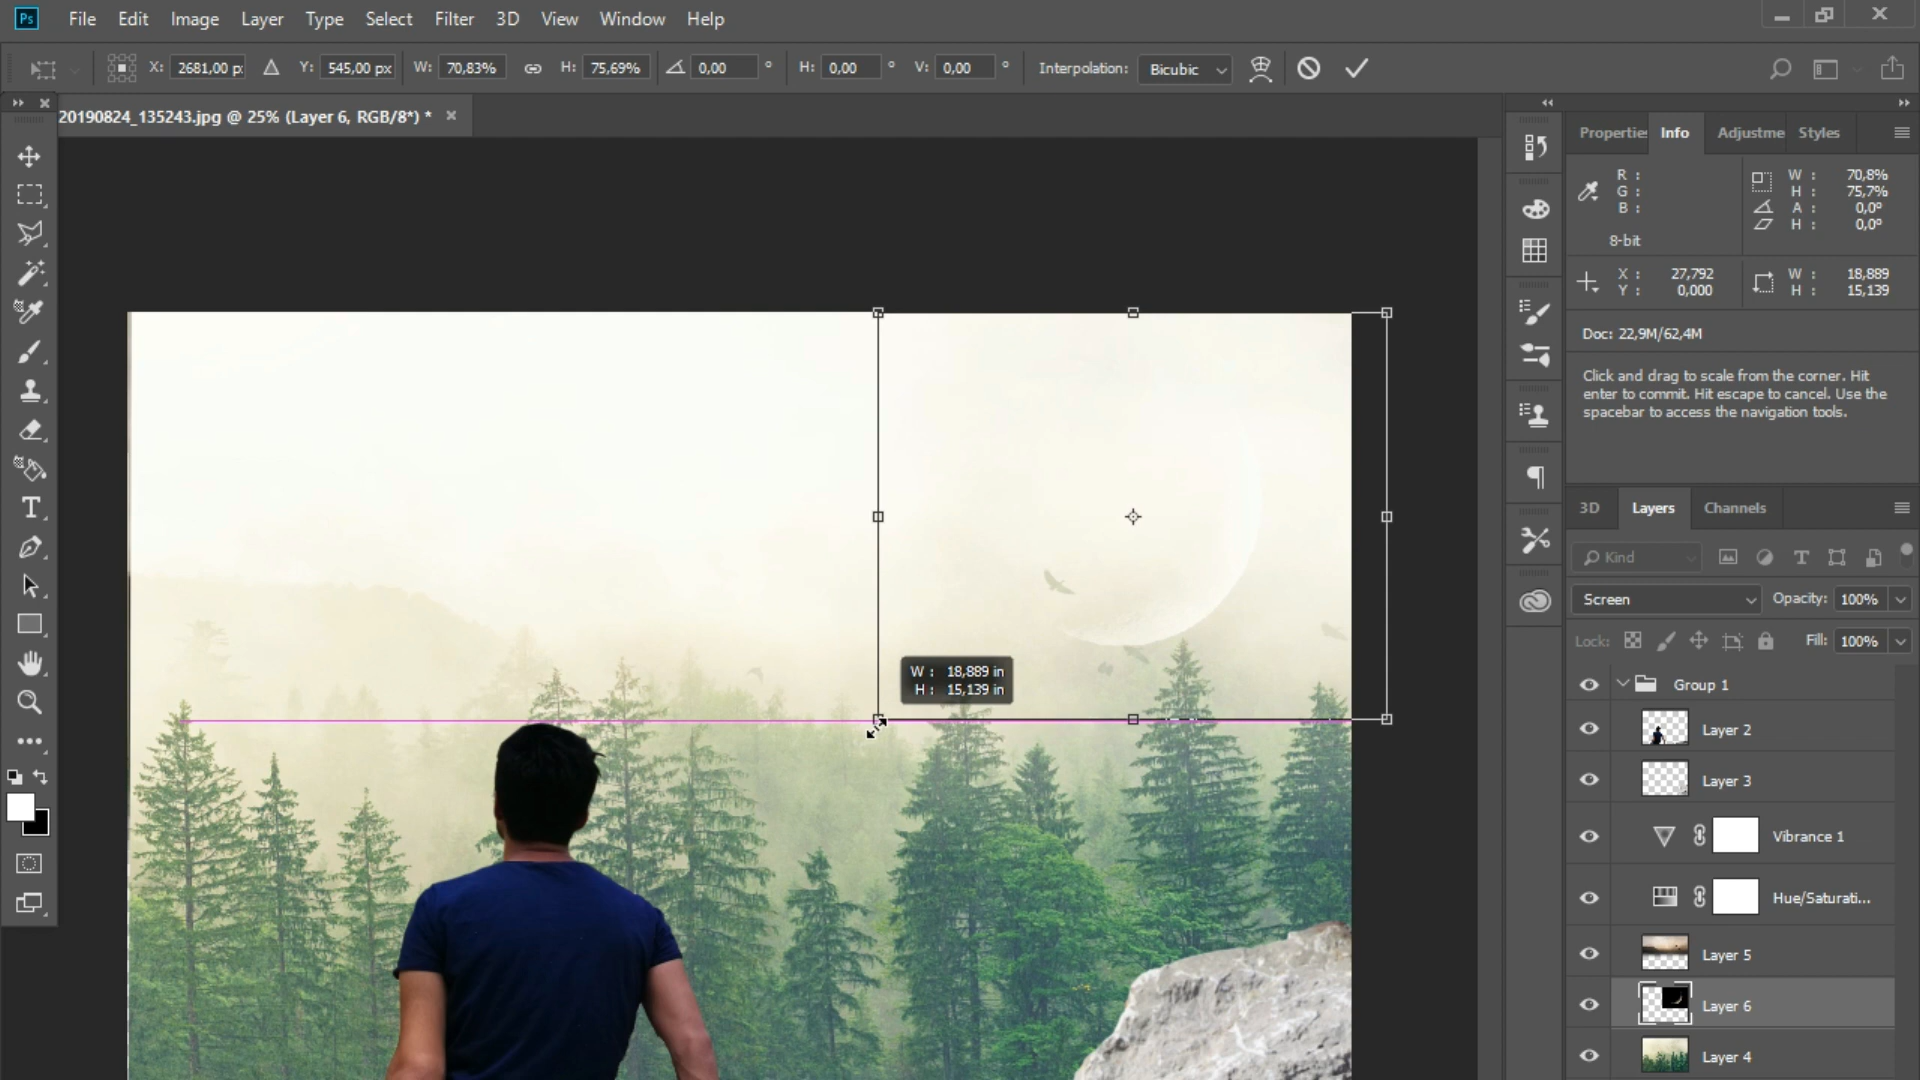 Ps File Edit Image Layer Type Select Filter 3D View Window Help
X: 2681,00 p: Y: 545,00 px W: 70,83% H: 75,69% 0,00 ° H: 0,00 ° V: 0,00 ° Interpolation: Bicubic
20190824_135243.jpg @ 25% (Layer 6, RGB/8*) * ×
Properties Info Adjustme Styles
R :
G :
B :
8-bit
W : 70,8%
H : 75,7%
A : 0,0°
H : 0,0°
X : 27,792
Y : 0,000
W : 18,889
H : 15,139
Doc: 22,9M/62,4M
Click and drag to scale from the corner. Hit
enter to commit. Hit escape to cancel. Use the
spacebar to access the navigation tools.
3D Layers Channels
Kind
Screen Opacity: 100%
Lock: Fill: 100%
Group 1
Layer 2
Layer 3
Vibrance 1
Hue/Saturati...
Layer 5
Layer 6
Layer 4
W : 18,889 in
H : 15,139 in